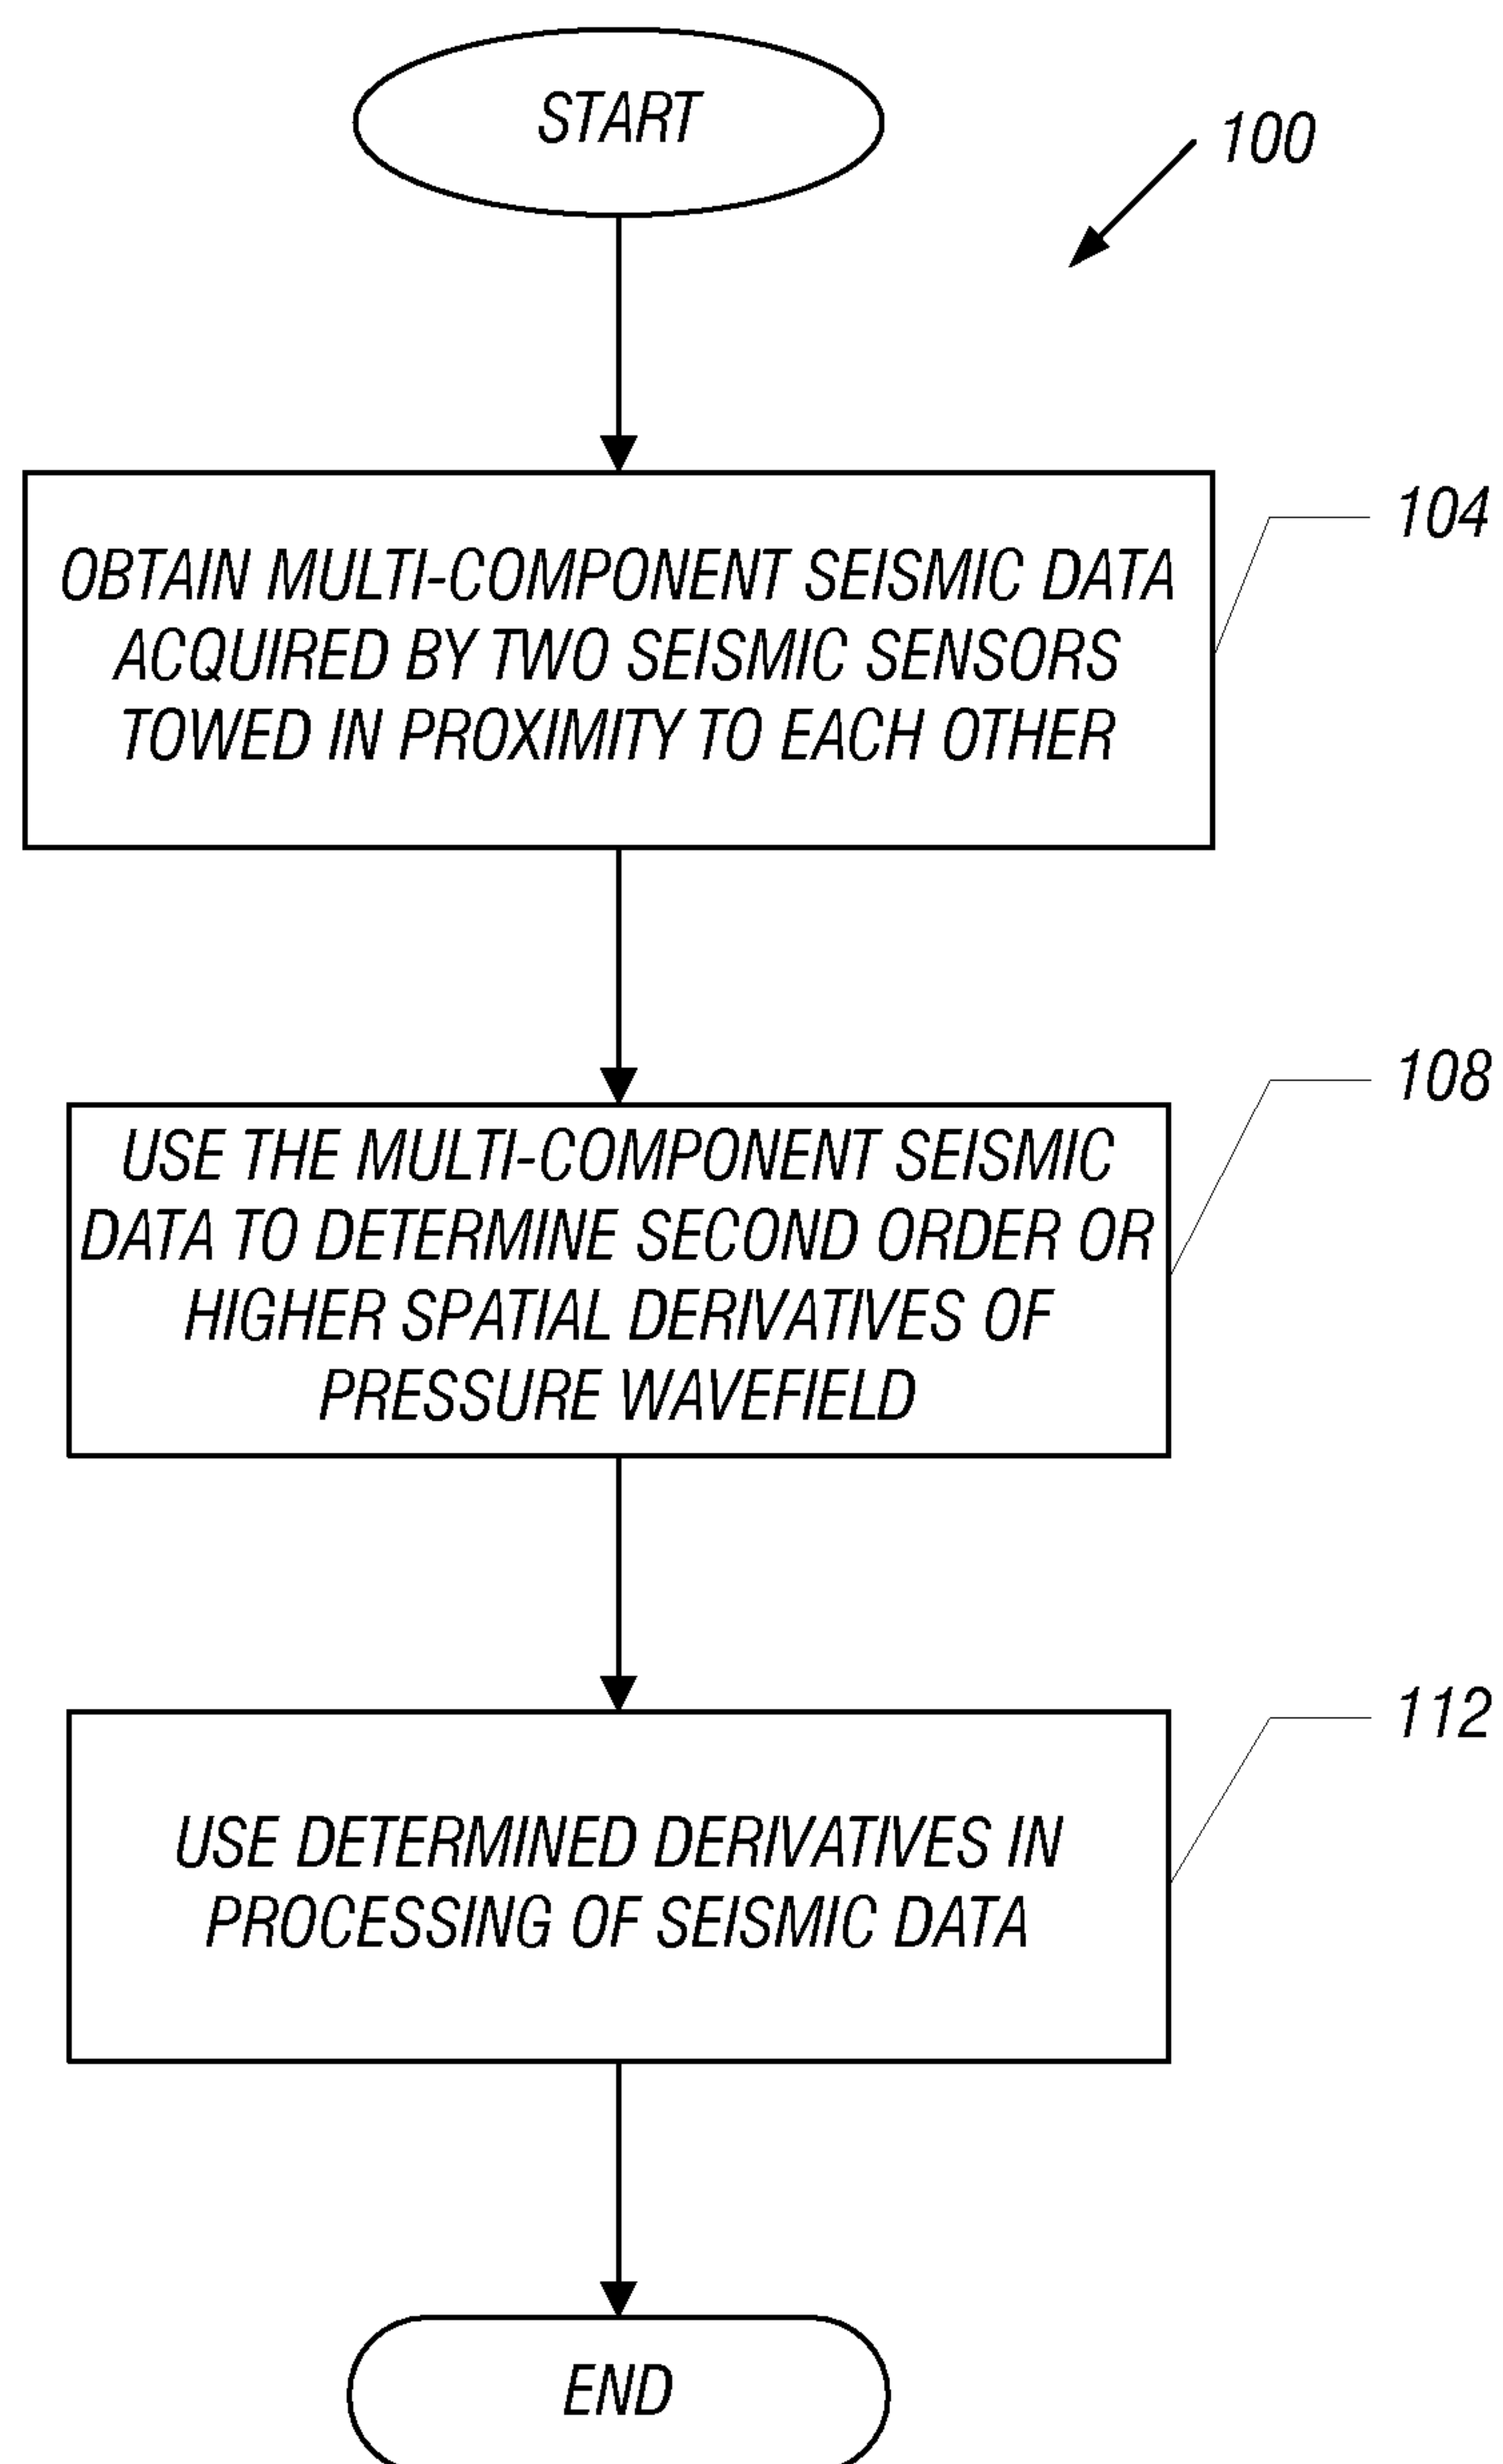 START
100
OBTAIN MULTI-COMPONENT SEISMIC DATA
ACQUIRED BY TWO SEISMIC SENSORS
TOWED IN PROXIMITY TO EACH OTHER
104
USE THE MULTI-COMPONENT SEISMIC
DATA TO DETERMINE SECOND ORDER OR
HIGHER SPATIAL DERIVATIVES OF
PRESSURE WAVEFIELD
108
USE DETERMINED DERIVATIVES IN
PROCESSING OF SEISMIC DATA
112
END